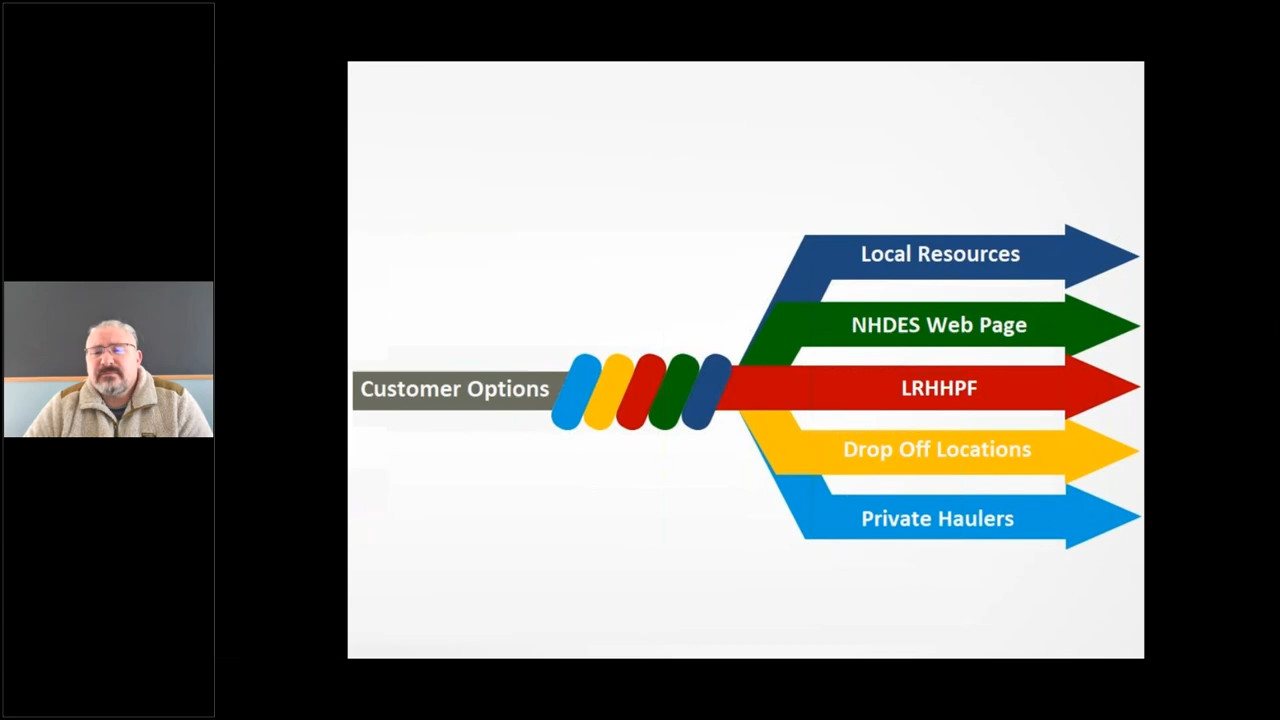 Customer Options
Local Resources
NHDES Web Page
LRHHPF
Drop Off Locations
Private Haulers